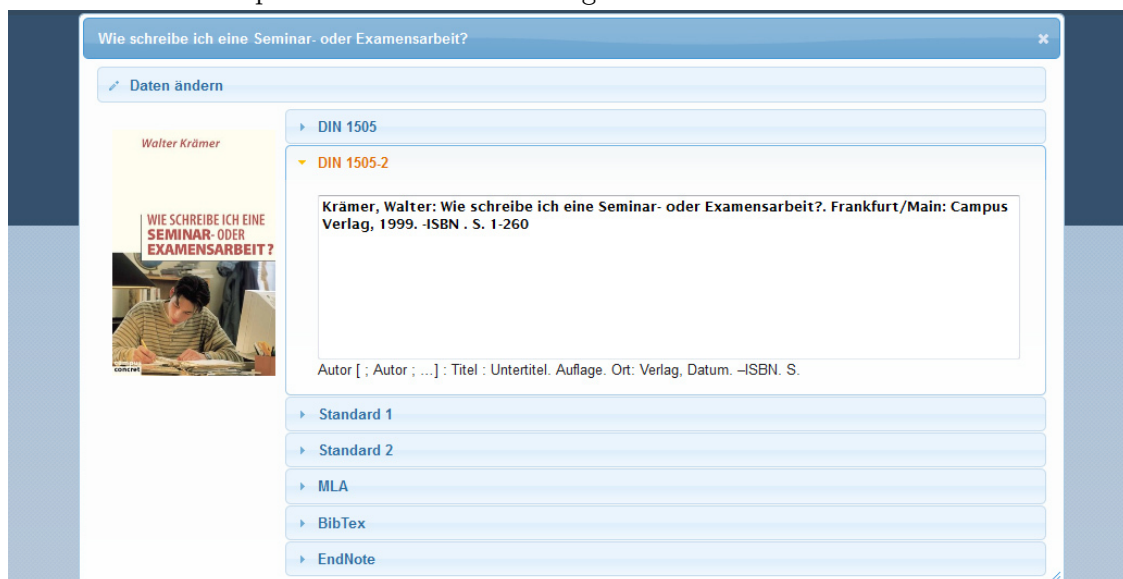 Wie schreibe ich eine Seminar- oder Examensarbeit?
Daten ändern
Walter Krämer
WIE SCHREIBE ICH EINE
SEMINAR- ODER
EXAMENSARBEIT?
concret
DIN 1505
DIN 1505-2
Krämer, Walter: Wie schreibe ich eine Seminar- oder Examensarbeit?. Frankfurt/Main: Campus
Verlag, 1999. -ISBN . S. 1-260
Autor [ ; Autor ; ...] : Titel : Untertitel. Auflage. Ort: Verlag, Datum. –ISBN. S.
Standard 1
Standard 2
MLA
BibTex
EndNote